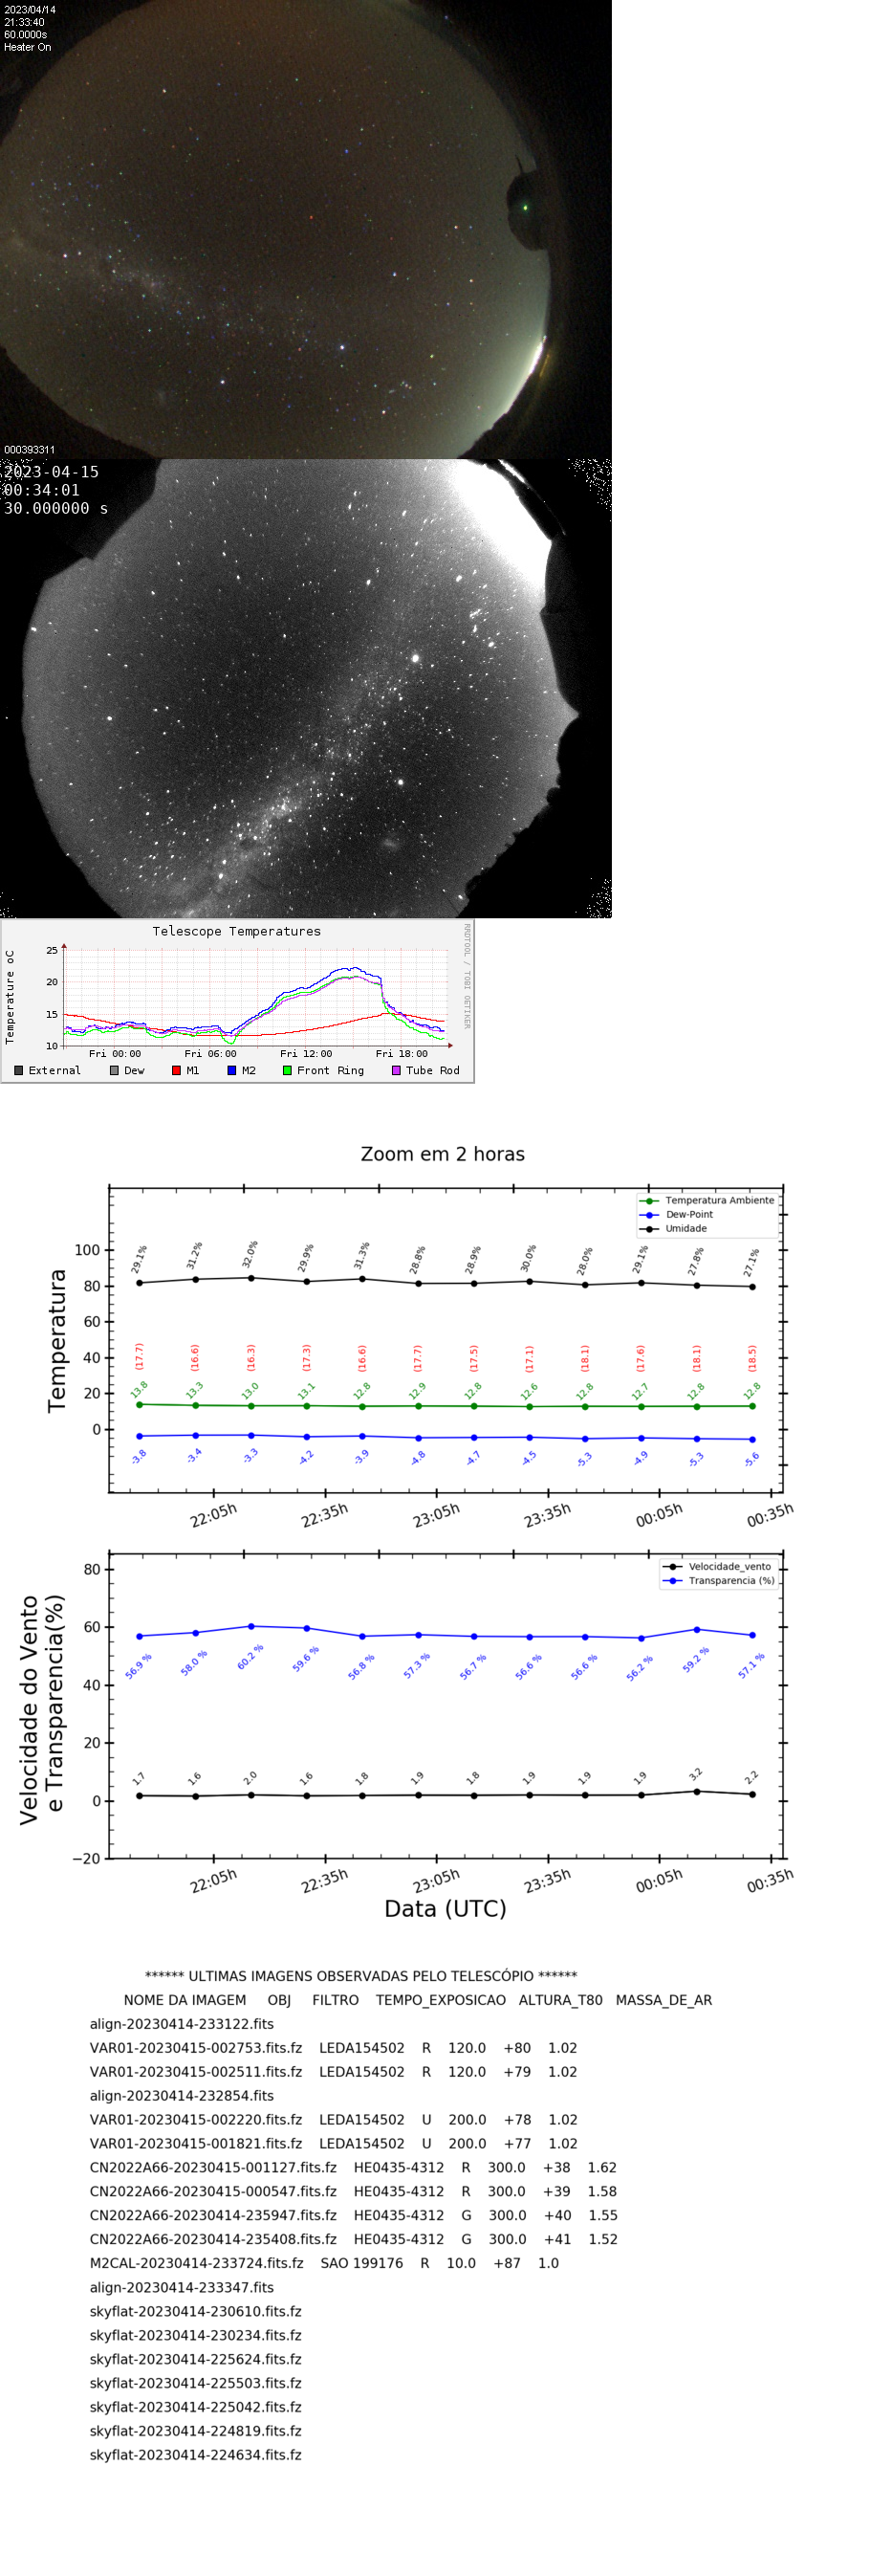 2023/04/14
21:33:40
60.0000s
Heater On
000393311
2023-04-15
00:34:01
30.000000 s
Telescope Temperatures
RRDTOOL / TOBI OETIKER
Temperature oC
25
20
15
10
Fri 00:00 Fri 06:00 Fri 12:00 Fri 18:00
External Dew M1 M2 Front Ring Tube Rod
Zoom em 2 horas
Temperatura Ambiente
Dew-Point
Umidade
Temperatura
100
80
60
40
20
0
29.1% 31.2% 32.0% 29.9% 31.3% 28.8% 28.9% 30.0% 28.0% 29.1% 27.8% 27.1%
(17.7) (16.6) (16.3) (17.3) (16.6) (17.7) (17.5) (17.1) (18.1) (17.6) (18.1) (18.5)
13.8 13.3 13.0 13.1 12.8 12.9 12.8 12.6 12.8 12.7 12.8 12.8
-3.8 -3.4 -3.3 -4.2 -3.9 -4.8 -4.7 -4.5 -5.3 -4.9 -5.3 -5.6
22:05h 22:35h 23:05h 23:35h 00:05h 00:35h
Velocidade_vento
Transparencia (%)
Velocidade do Vento
e Transparencia(%)
80
60
40
20
0
−20
56.9 % 58.0 % 60.2 % 59.6 % 56.8 % 57.3 % 56.7 % 56.6 % 56.6 % 56.2 % 59.2 % 57.1 %
1.7 1.6 2.0 1.6 1.8 1.9 1.8 1.9 1.9 1.9 3.2 2.2
22:05h 22:35h 23:05h 23:35h 00:05h 00:35h
Data (UTC)
****** ULTIMAS IMAGENS OBSERVADAS PELO TELESCÓPIO ******
NOME DA IMAGEM OBJ FILTRO TEMPO_EXPOSICAO ALTURA_T80 MASSA_DE_AR
align-20230414-233122.fits
VAR01-20230415-002753.fits.fz LEDA154502 R 120.0 +80 1.02
VAR01-20230415-002511.fits.fz LEDA154502 R 120.0 +79 1.02
align-20230414-232854.fits
VAR01-20230415-002220.fits.fz LEDA154502 U 200.0 +78 1.02
VAR01-20230415-001821.fits.fz LEDA154502 U 200.0 +77 1.02
CN2022A66-20230415-001127.fits.fz HE0435-4312 R 300.0 +38 1.62
CN2022A66-20230415-000547.fits.fz HE0435-4312 R 300.0 +39 1.58
CN2022A66-20230414-235947.fits.fz HE0435-4312 G 300.0 +40 1.55
CN2022A66-20230414-235408.fits.fz HE0435-4312 G 300.0 +41 1.52
M2CAL-20230414-233724.fits.fz SAO 199176 R 10.0 +87 1.0
align-20230414-233347.fits
skyflat-20230414-230610.fits.fz
skyflat-20230414-230234.fits.fz
skyflat-20230414-225624.fits.fz
skyflat-20230414-225503.fits.fz
skyflat-20230414-225042.fits.fz
skyflat-20230414-224819.fits.fz
skyflat-20230414-224634.fits.fz